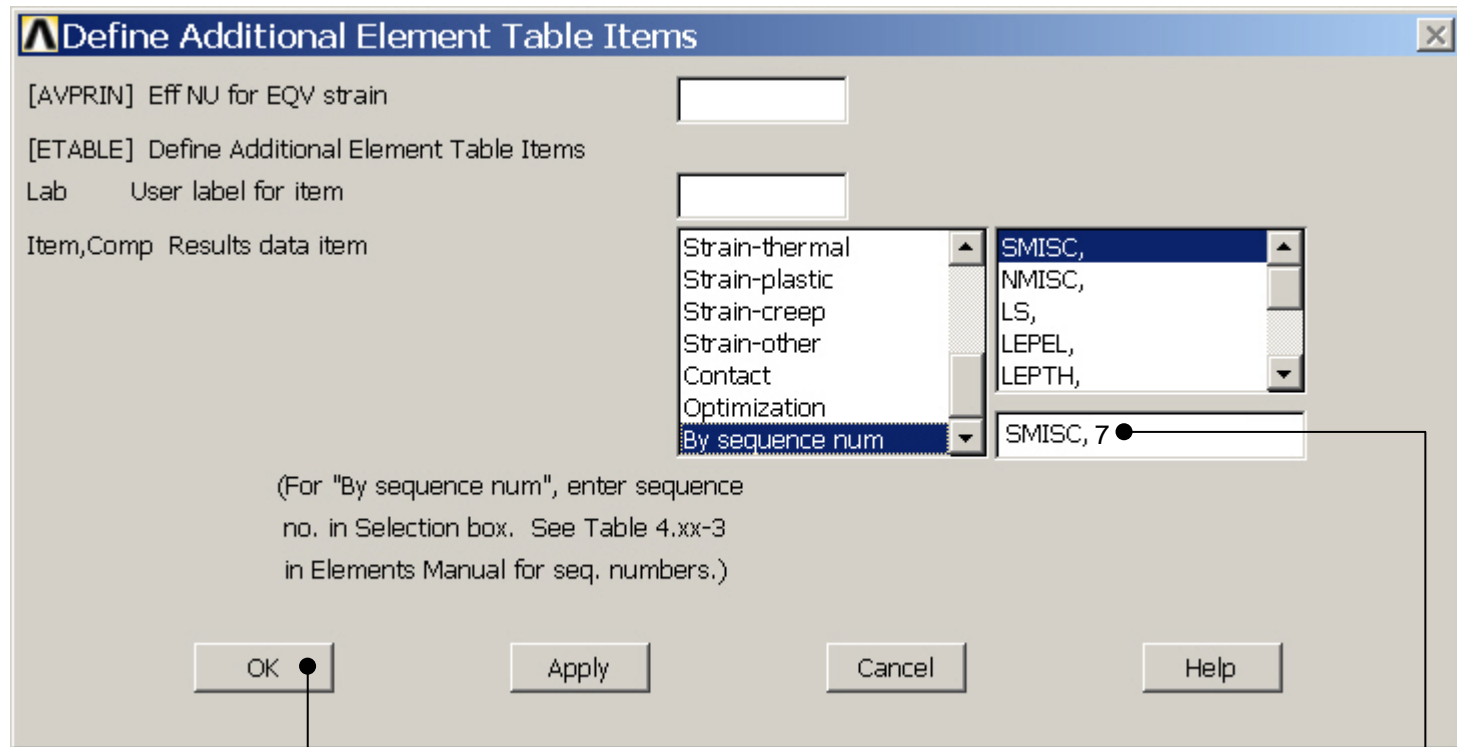 Define Additional Element Table Items
[AVPRIN] Eff NU for EQV strain
[ETABLE] Define Additional Element Table Items
Lab User label for item
Item,Comp Results data item
Strain-thermal
Strain-plastic
Strain-creep
Strain-other
Contact
Optimization
By sequence num
SMISC,
NMISC,
LS,
LEPEL,
LEPTH,
SMISC, 7
(For "By sequence num", enter sequence
no. in Selection box. See Table 4.xx-3
in Elements Manual for seq. numbers.)
OK Apply Cancel Help